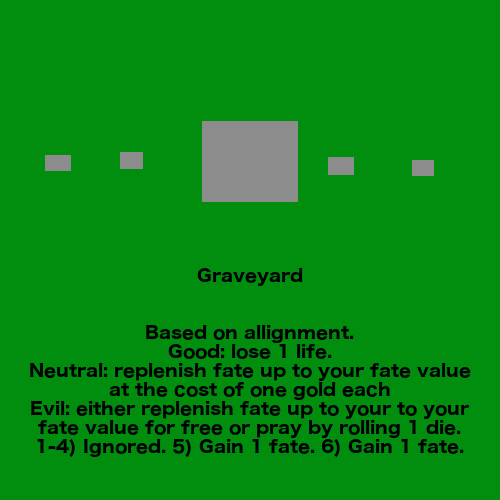 Graveyard
Based on allignment.
Good: lose 1 life.
Neutral: replenish fate up to your fate value
at the cost of one gold each
Evil: either replenish fate up to your to your
fate value for free or pray by rolling 1 die.
1-4) Ignored. 5) Gain 1 fate. 6) Gain 1 fate.